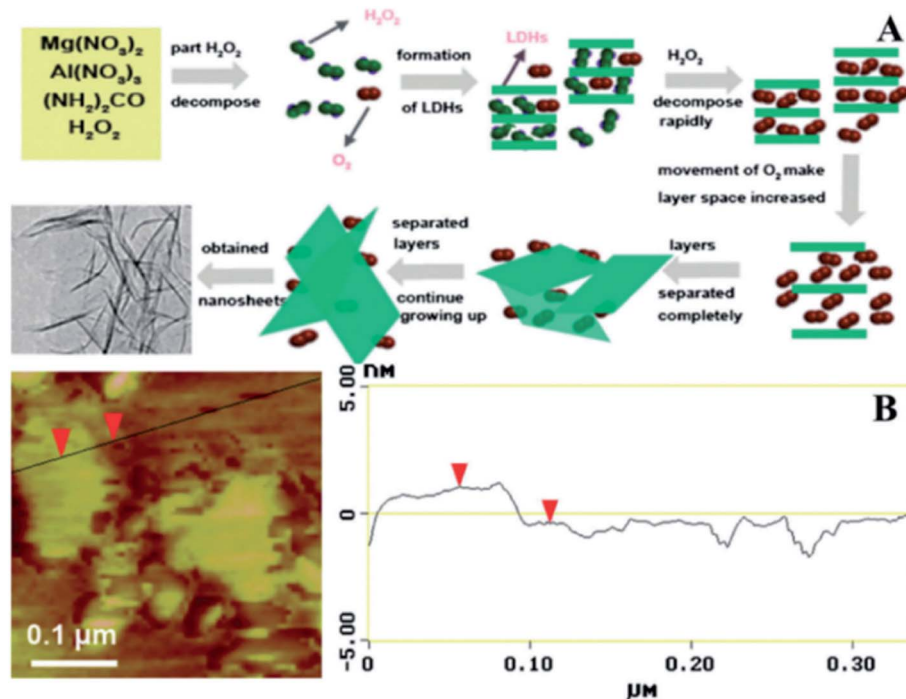 A
Mg(NO₃)₂
Al(NO₃)₃
(NH₂)₂CO
H₂O₂
part H₂O₂
decompose
H₂O₂
O₂
formation
of LDHs
LDHs
H₂O₂
decompose
rapidly
movement of O₂ make
layer space increased
layers
separated
completely
separated
layers
continue
growing up
obtained
nanosheets
0.1 µm
B
nM
5.00
0
-5.00
0
0.10
0.20
0.30
µM